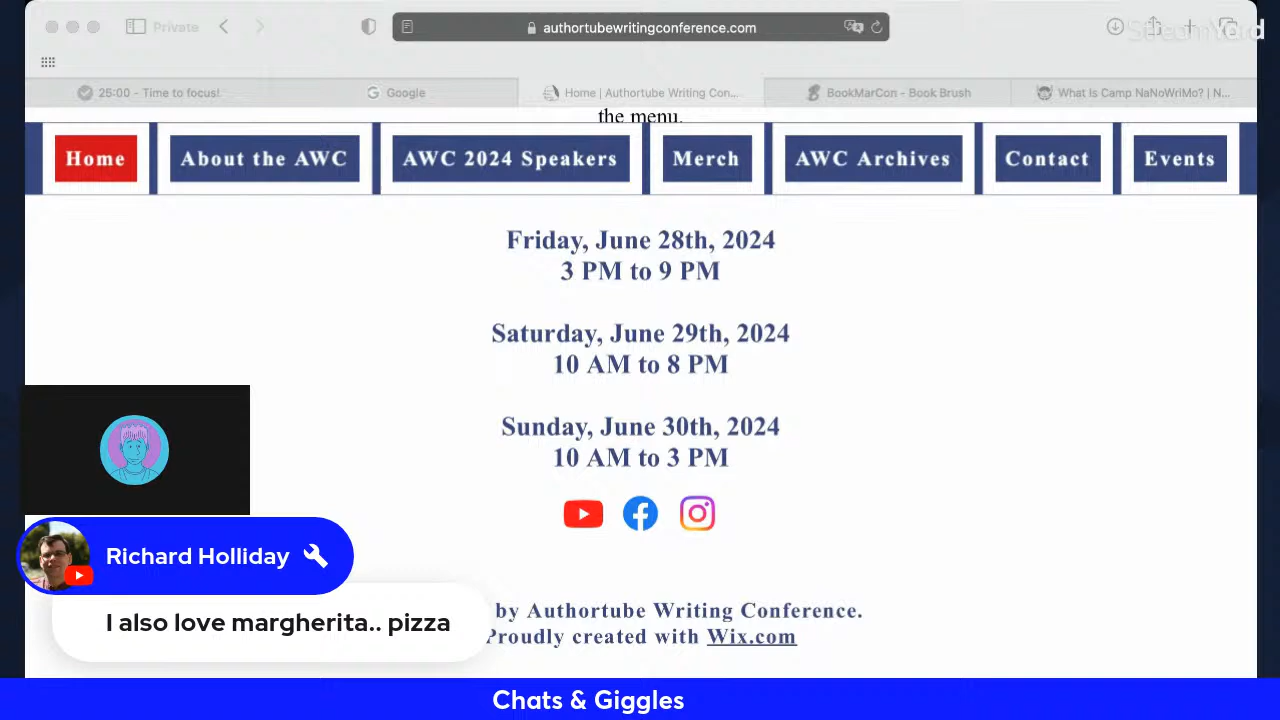 Private
authortubewritingconference.com
StreamYard
25:00 - Time to focus!
Google
Home | Authortube Writing Con...
BookMarCon - Book Brush
What Is Camp NaNoWriMo? | N...
the menu.
Home
About the AWC
AWC 2024 Speakers
Merch
AWC Archives
Contact
Events
Friday, June 28th, 2024
3 PM to 9 PM
Saturday, June 29th, 2024
10 AM to 8 PM
Sunday, June 30th, 2024
10 AM to 3 PM
Richard Holliday
I also love margherita.. pizza
by Authortube Writing Conference.
Proudly created with Wix.com
Chats & Giggles